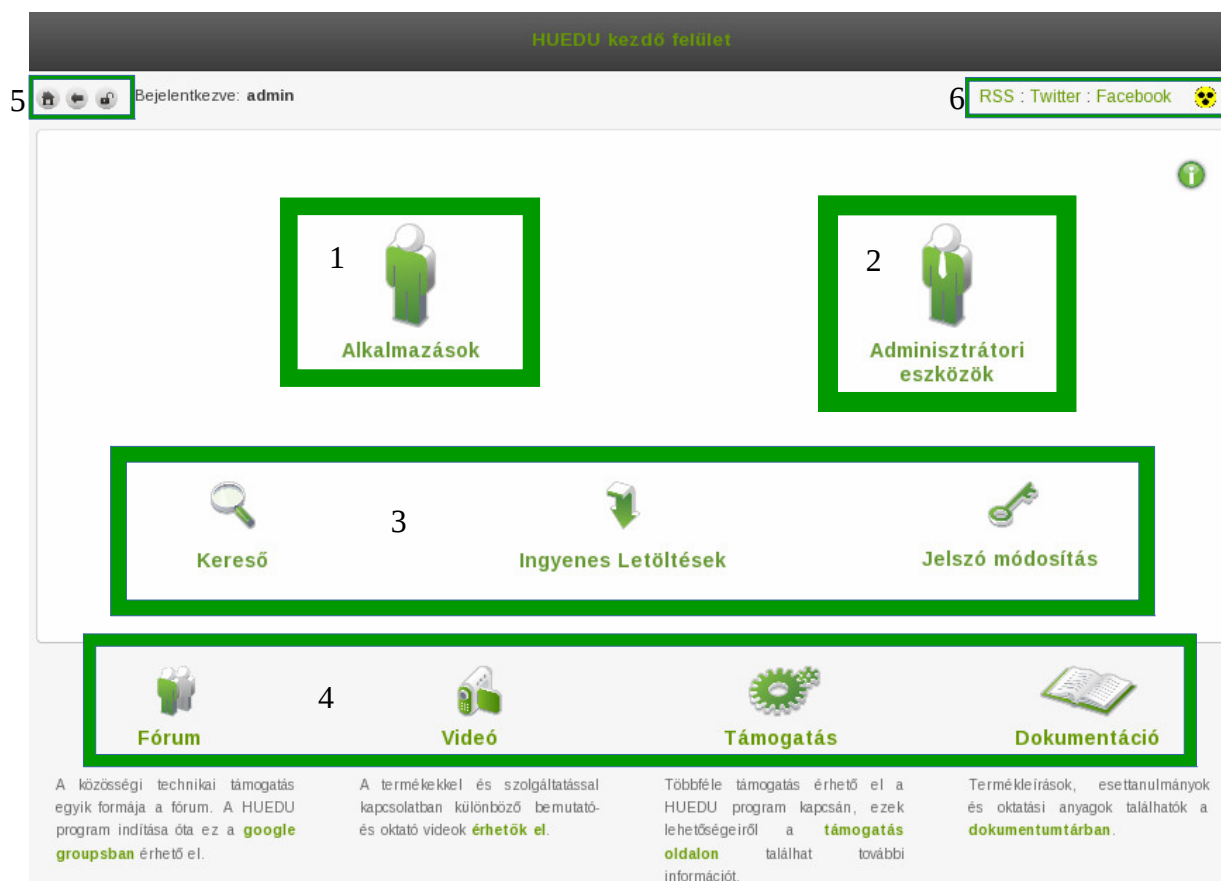 HUEDU kezdő felület
5
Bejelentkezve: admin
6
RSS : Twitter : Facebook
1
Alkalmazások
2
Adminisztrátori
eszközök
3
Kereső
Ingyenes Letöltések
Jelszó módosítás
4
Fórum
Videó
Támogatás
Dokumentáció
A közösségi technikai támogatás
egyik formája a fórum. A HUEDU
program indítása óta ez a google
groupsban érhető el.
A termékekkel és szolgáltatással
kapcsolatban különböző bemutató-
és oktató videok érhetők el.
Többféle támogatás érhető el a
HUEDU program kapcsán, ezek
lehetőségeiről a támogatás
oldalon találhat további
információt.
Termékleírások, esettanulmányok
és oktatási anyagok találhatók a
dokumentumtárban.